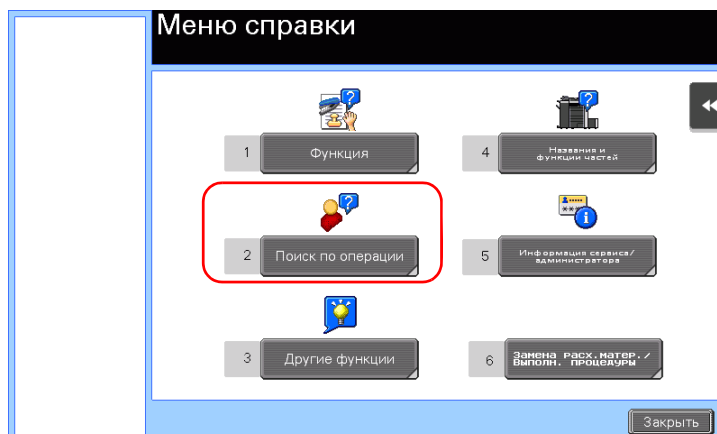 Меню справки
1 Функция
4 Названия и
функции частей
2 Поиск по операции
5 Информация сервиса/
администратора
3 Другие функции
6 Замена расх.матер./
Выполн. процедуры
Закрыть